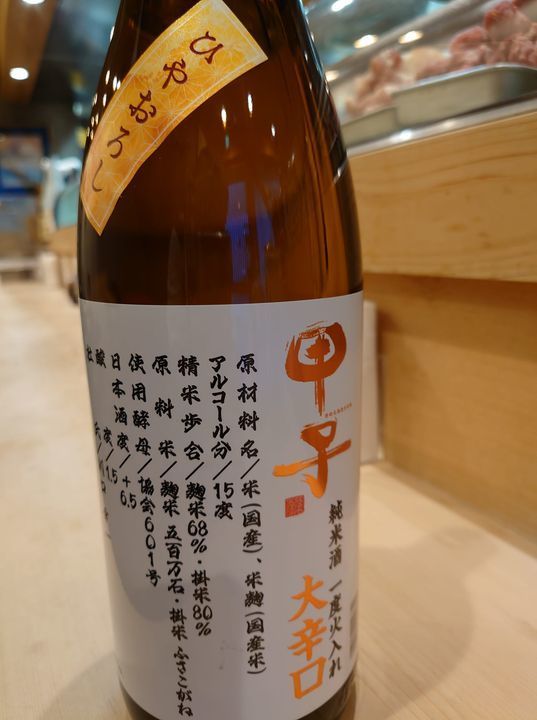 ひやおろし
甲子
純米酒 一度火入れ
大辛口
原材料名/米(国産)、米麹(国産米)
アルコール分/15度
精米歩合/麹米68%・掛米80%
原料米/麹米 五百万石・掛米 ふさこがね
使用酵母/協会601号
日本酒度/+6.5
酸度/1.5